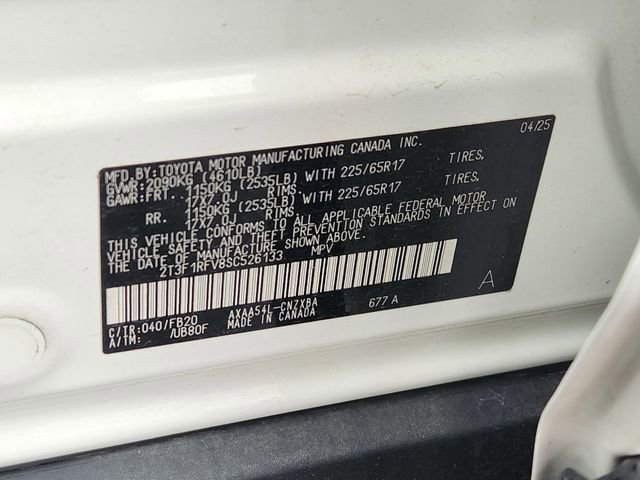 MFD. BY: TOYOTA MOTOR MANUFACTURING CANADA INC. 04/25
GVWR: 2090KG (4610LB)
GAWR: FRT. 1150KG (2535LB) WITH 225/65R17 TIRES,
17X7.0J RIMS.
RR. 1150KG (2535LB) WITH 225/65R17 TIRES,
17X7.0J RIMS.
THIS VEHICLE CONFORMS TO ALL APPLICABLE FEDERAL MOTOR
VEHICLE SAFETY AND THEFT PREVENTION STANDARDS IN EFFECT ON
THE DATE OF MANUFACTURE SHOWN ABOVE.
2T3F1RFV8SC526133 MPV
A
C/TR: 040/FB20 AXAA54L-CNZXBA 677A
A/TM: /UB80F MADE IN CANADA